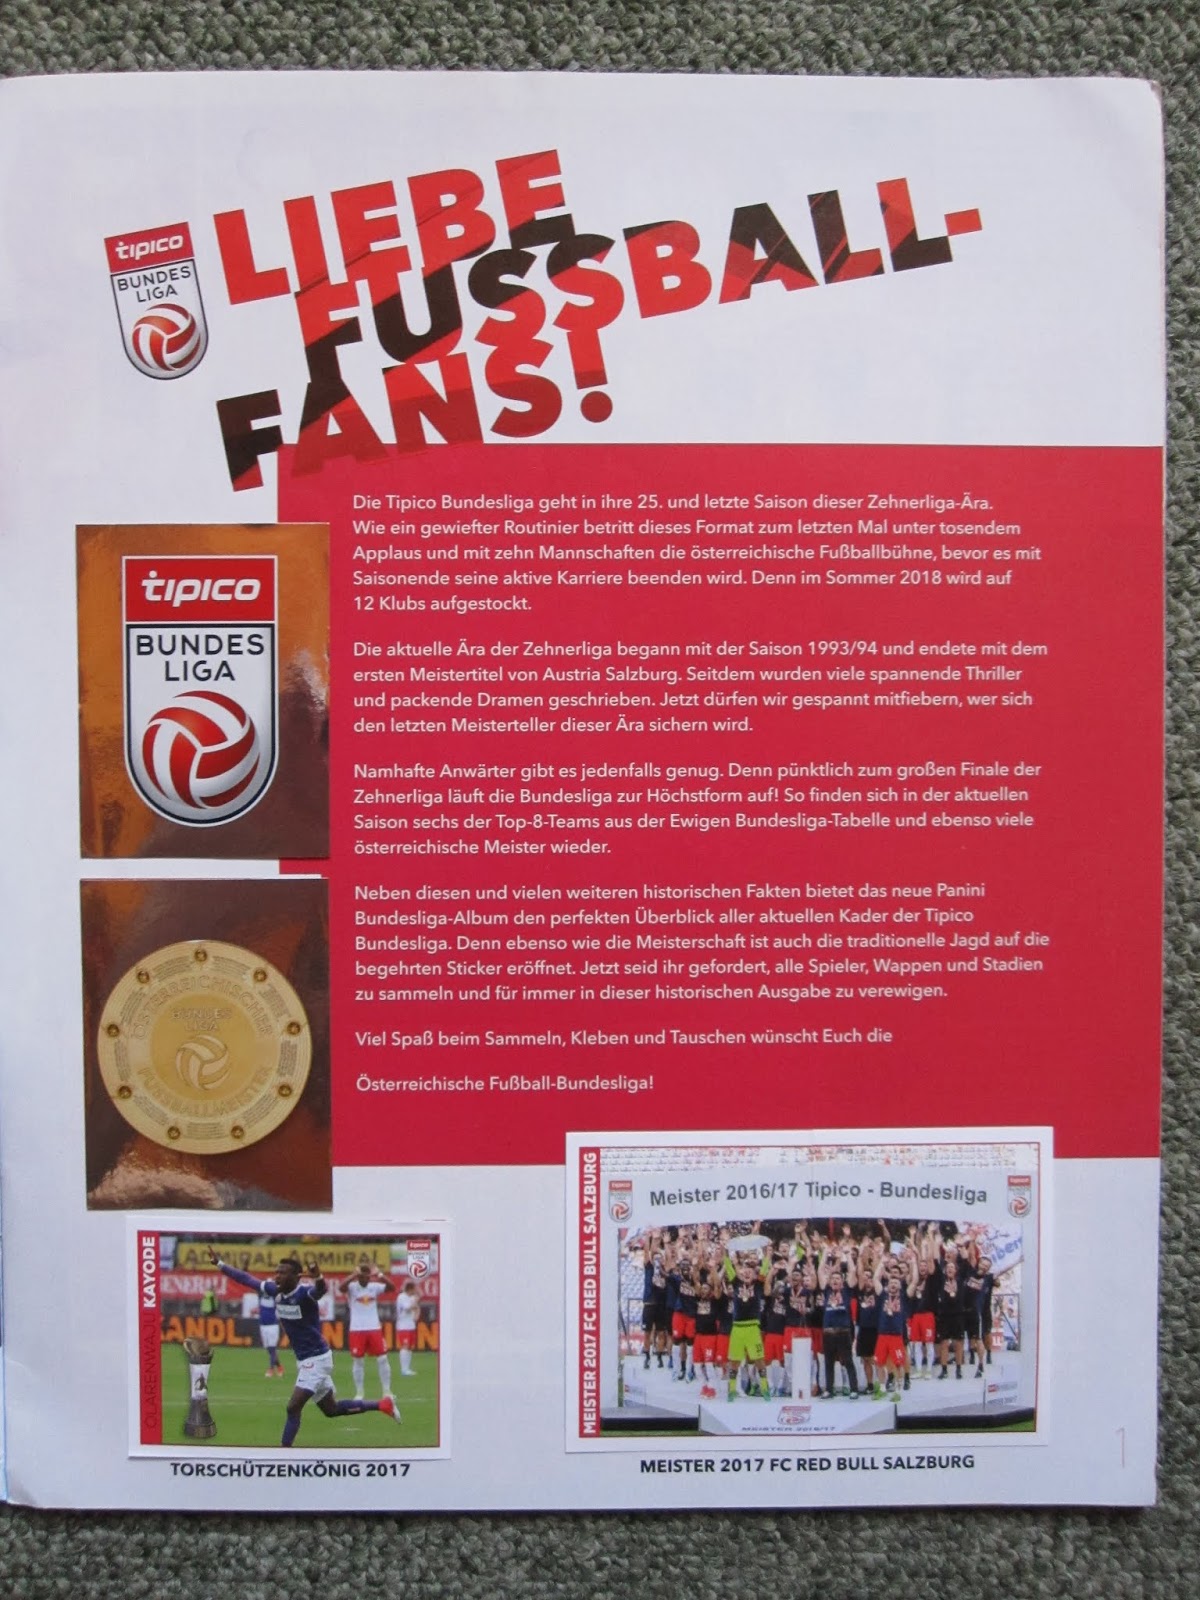 tipico
BUNDES
LIGA
LIEBE
FUSSBALL-
FANS!
Die Tipico Bundesliga geht in ihre 25. und letzte Saison dieser Zehnerliga-Ära.
Wie ein gewiefter Routinier betritt dieses Format zum letzten Mal unter tosendem
Applaus und mit zehn Mannschaften die österreichische Fußballbühne, bevor es mit
Saisonende seine aktive Karriere beenden wird. Denn im Sommer 2018 wird auf
12 Klubs aufgestockt.
Die aktuelle Ära der Zehnerliga begann mit der Saison 1993/94 und endete mit dem
ersten Meistertitel von Austria Salzburg. Seitdem wurden viele spannende Thriller
und packende Dramen geschrieben. Jetzt dürfen wir gespannt mitfiebern, wer sich
den letzten Meisterteller dieser Ära sichern wird.
Namhafte Anwärter gibt es jedenfalls genug. Denn pünktlich zum großen Finale der
Zehnerliga läuft die Bundesliga zur Höchstform auf! So finden sich in der aktuellen
Saison sechs der Top-8-Teams aus der Ewigen Bundesliga-Tabelle und ebenso viele
österreichische Meister wieder.
Neben diesen und vielen weiteren historischen Fakten bietet das neue Panini
Bundesliga-Album den perfekten Überblick aller aktuellen Kader der Tipico
Bundesliga. Denn ebenso wie die Meisterschaft ist auch die traditionelle Jagd auf die
begehrten Sticker eröffnet. Jetzt seid ihr gefordert, alle Spieler, Wappen und Stadien
zu sammeln und für immer in dieser historischen Ausgabe zu verewigen.
Viel Spaß beim Sammeln, Kleben und Tauschen wünscht Euch die
Österreichische Fußball-Bundesliga!
tipico
BUNDES
LIGA
ÖSTERREICHISCHER
BUNDES
LIGA
FUSSBALLMEISTER
OLARENWAJU KAYODE
ADMIRAL ADMIRAL
GENERALI
ANDL.
tipico
BUNDES
LIGA
TORSCHÜTZENKÖNIG 2017
MEISTER 2017 FC RED BULL SALZBURG
Meister 2016/17 Tipico - Bundesliga
MEISTER 2016/17
MEISTER 2017 FC RED BULL SALZBURG
1